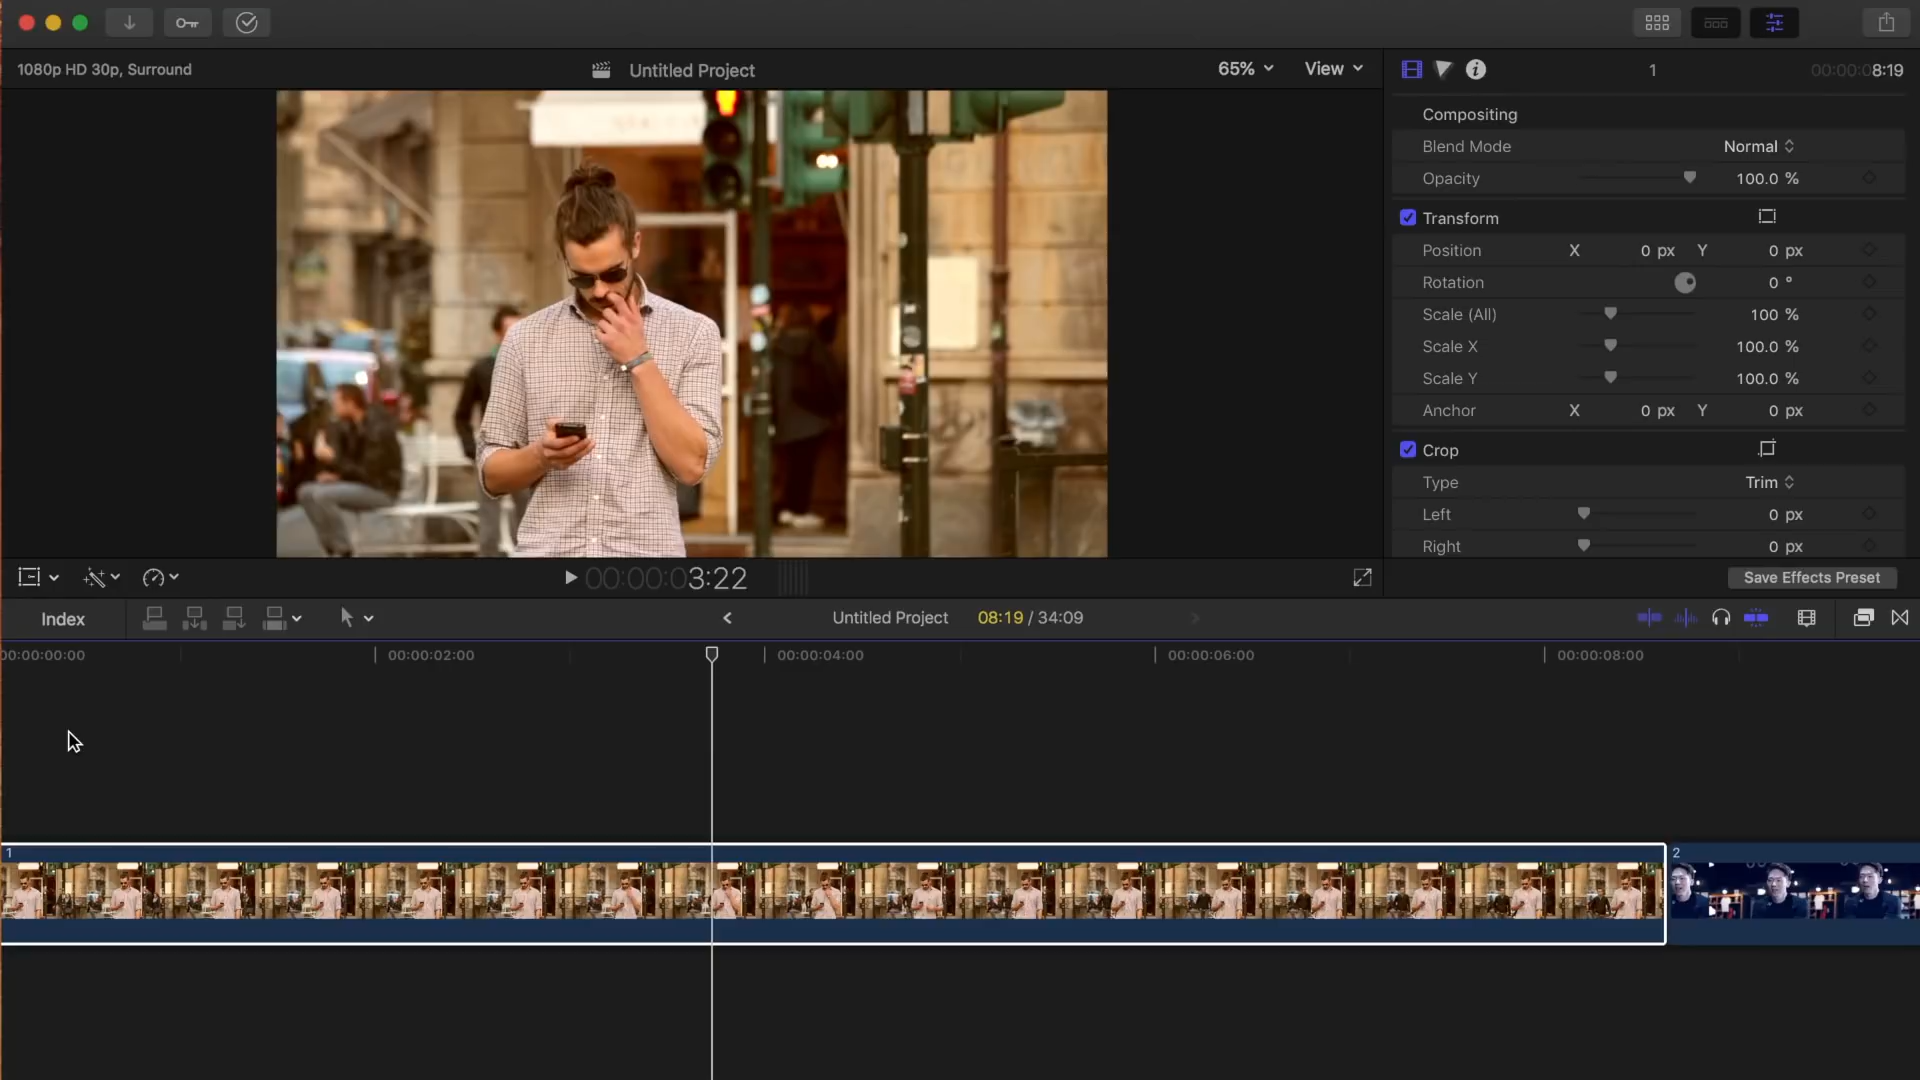 1080p HD 30p, Surround
Untitled Project
65%
View
1
00:00:08:19
Compositing
Blend Mode Normal
Opacity 100.0 %
Transform
Position X 0 px Y 0 px
Rotation 0 °
Scale (All) 100 %
Scale X 100.0 %
Scale Y 100.0 %
Anchor X 0 px Y 0 px
Crop
Type Trim
Left 0 px
Right 0 px
00:00:03:22
Save Effects Preset
Index
Untitled Project 08:19 / 34:09
00:00:00:00 00:00:02:00 00:00:04:00 00:00:06:00 00:00:08:00
1
2